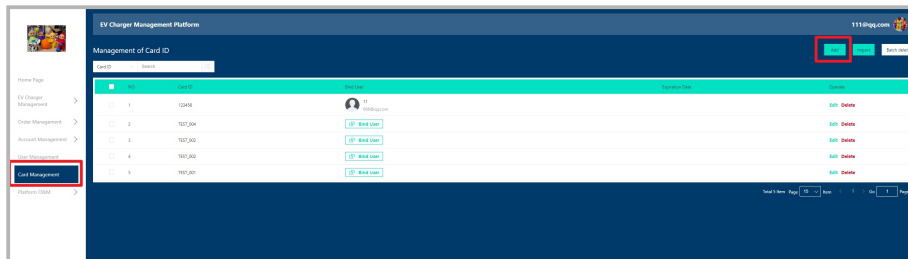 EV Charger Management Platform
111@qq.com
Management of Card ID
Add
Import
Batch delet
Card ID
Search
Home Page
EV Charger
Management
Order Management
Account Management
User Management
Card Management
Platform O&M
NO
Card ID
Bind User
Expiration Date
Operate
1
123456
11
Edit Delete
2
TEST_004
Bind User
Edit Delete
3
TEST_003
Bind User
Edit Delete
4
TEST_002
Bind User
Edit Delete
5
TEST_001
Bind User
Edit Delete
Total 5 Item Page 10 Item 1 Go 1 Page